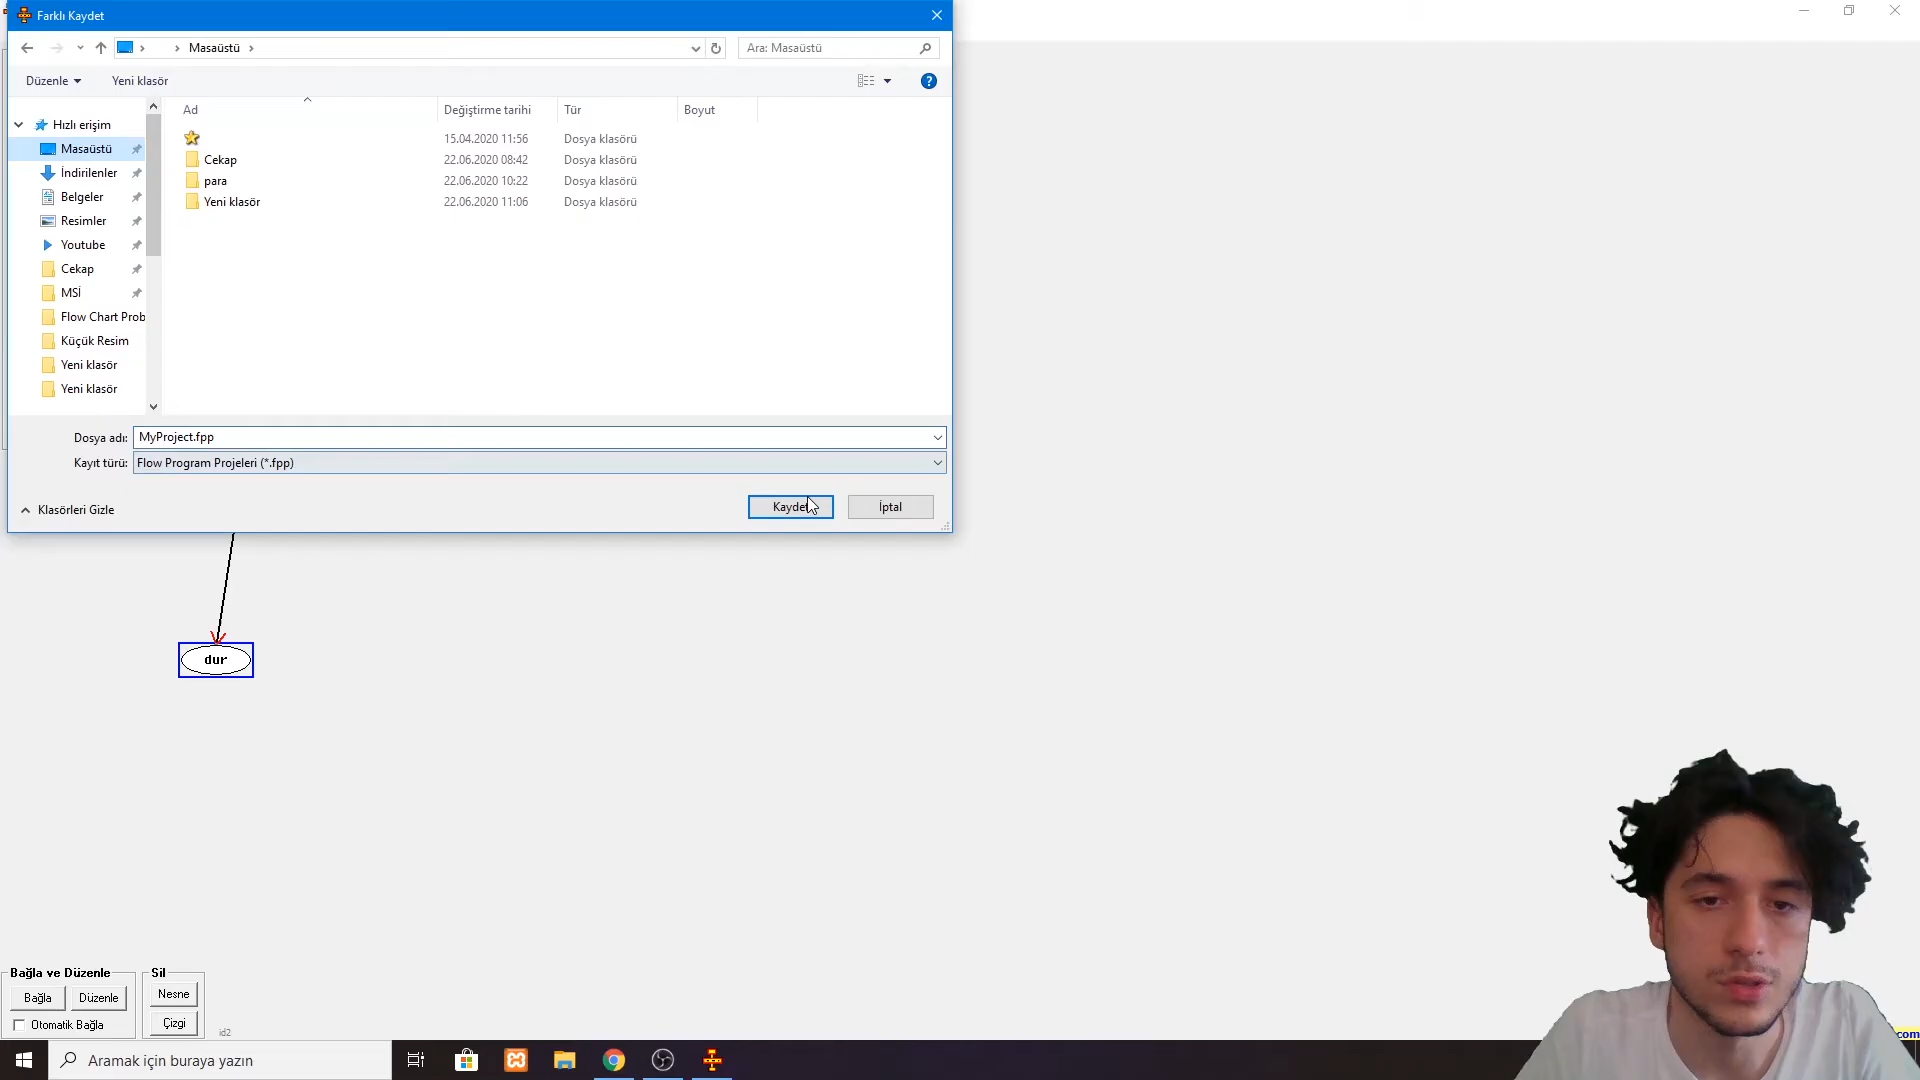 Farklı Kaydet
Masaüstü
Ara: Masaüstü
Düzenle
Yeni klasör
Hızlı erişim
Masaüstü
İndirilenler
Belgeler
Resimler
Youtube
Cekap
MSİ
Flow Chart Prob
Küçük Resim
Yeni klasör
Yeni klasör
Ad Değiştirme tarihi Tür Boyut
15.04.2020 11:56 Dosya klasörü
Cekap 22.06.2020 08:42 Dosya klasörü
para 22.06.2020 10:22 Dosya klasörü
Yeni klasör 22.06.2020 11:06 Dosya klasörü
Dosya adı: MyProject.fpp
Kayıt türü: Flow Program Projeleri (*.fpp)
Klasörleri Gizle
Kaydet İptal
dur
Bağla ve Düzenle
Bağla Düzenle
Otomatik Bağla
Sil
Nesne
Çizgi
id2
com
Aramak için buraya yazın